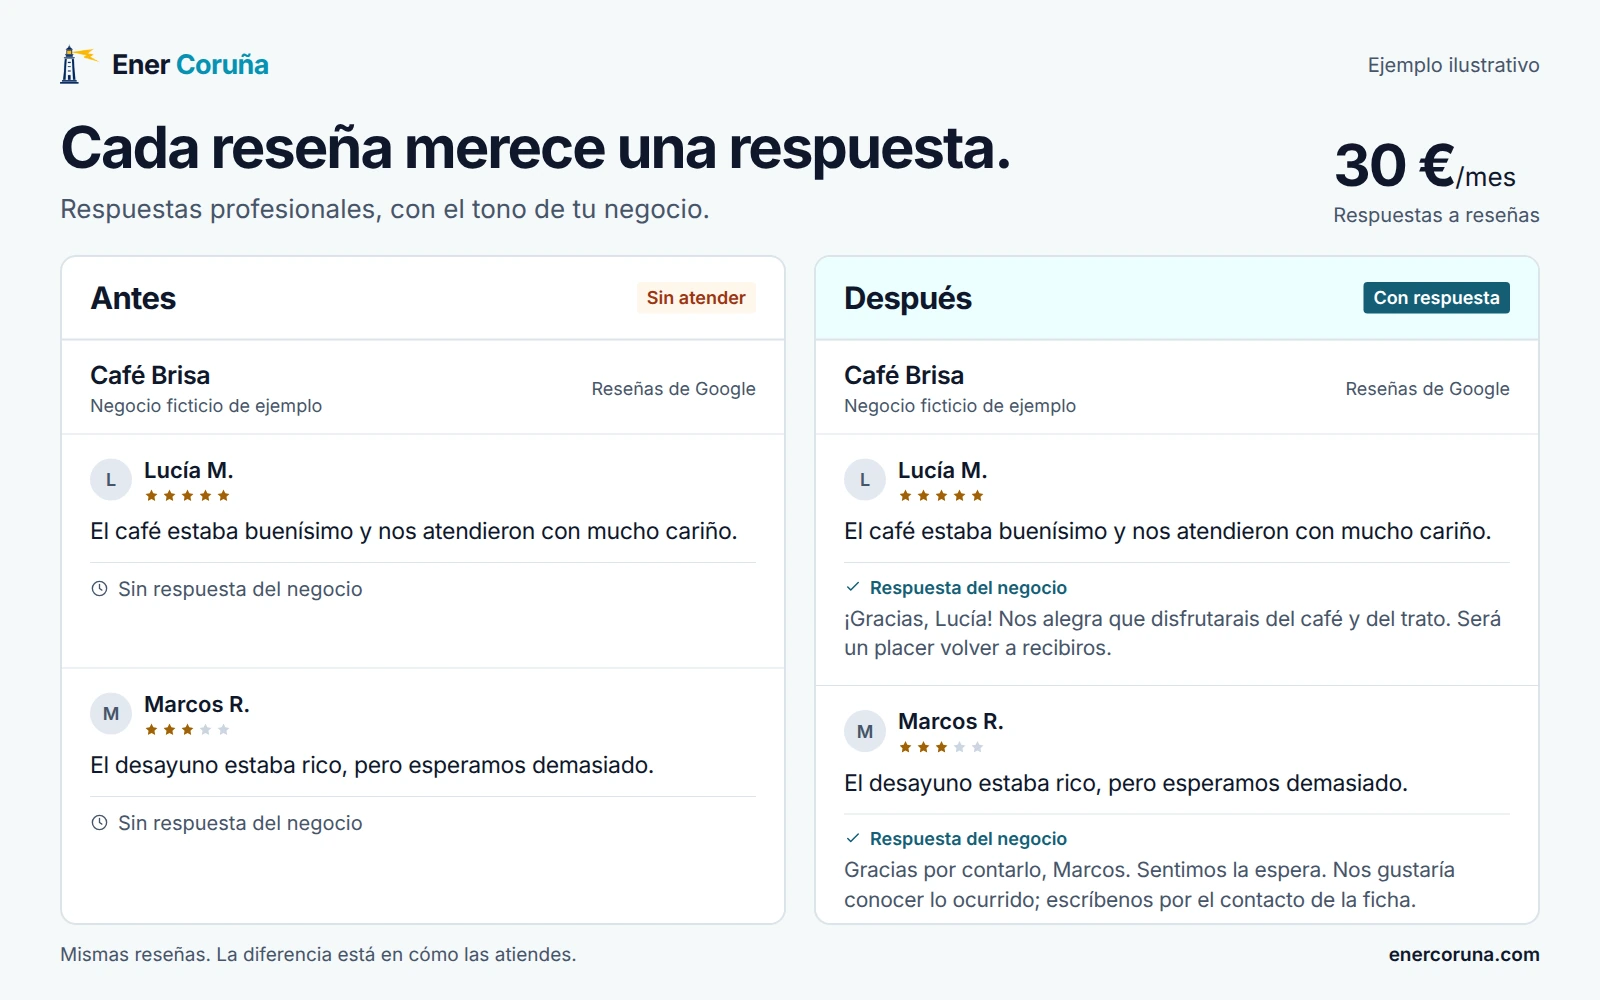 Ener Coruña
Ejemplo ilustrativo
Cada reseña merece una respuesta.
Respuestas profesionales, con el tono de tu negocio.
30 €/mes
Respuestas a reseñas
Antes
Sin atender
Café Brisa
Negocio ficticio de ejemplo
Reseñas de Google
L
Lucía M.
El café estaba buenísimo y nos atendieron con mucho cariño.
Sin respuesta del negocio
M
Marcos R.
El desayuno estaba rico, pero esperamos demasiado.
Sin respuesta del negocio
Después
Con respuesta
Café Brisa
Negocio ficticio de ejemplo
Reseñas de Google
L
Lucía M.
El café estaba buenísimo y nos atendieron con mucho cariño.
Respuesta del negocio
¡Gracias, Lucía! Nos alegra que disfrutarais del café y del trato. Será
un placer volver a recibiros.
M
Marcos R.
El desayuno estaba rico, pero esperamos demasiado.
Respuesta del negocio
Gracias por contarlo, Marcos. Sentimos la espera. Nos gustaría
conocer lo ocurrido; escríbenos por el contacto de la ficha.
Mismas reseñas. La diferencia está en cómo las atiendes.
enercoruna.com